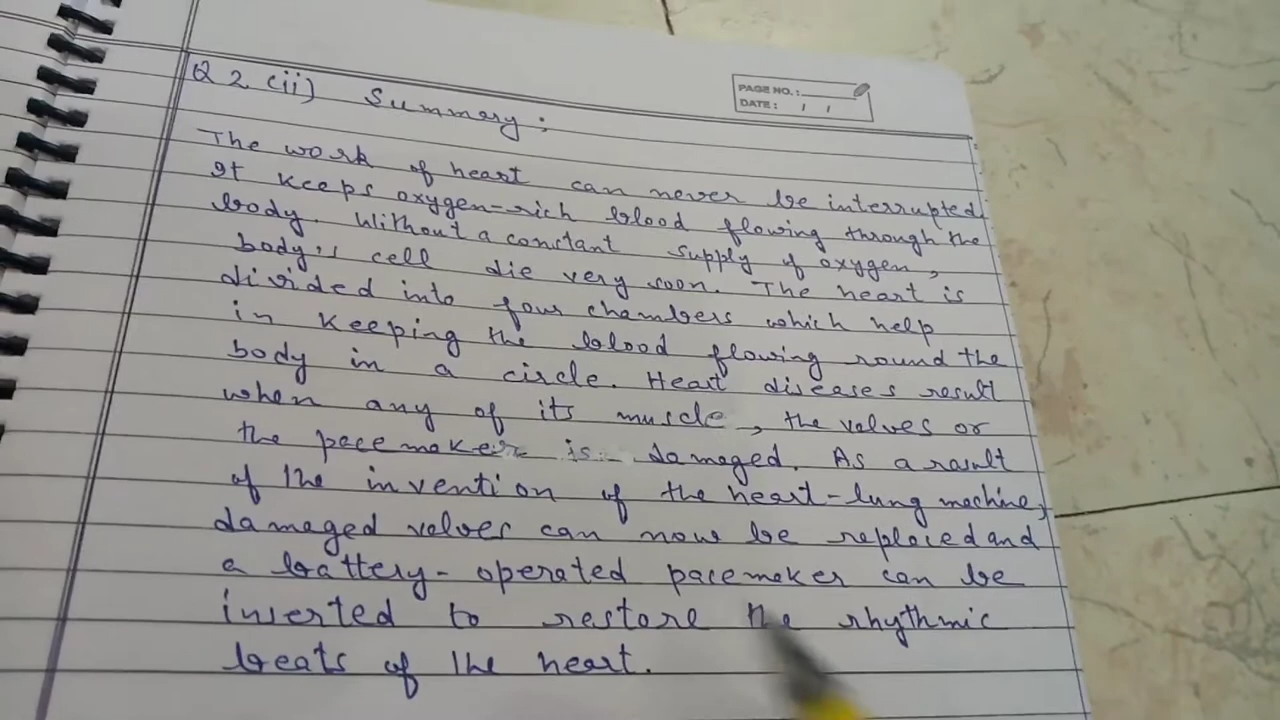 PAGE NO.:
DATE: / /
Q 2 (ii) Summary :
The work of heart can never be interrupted.
It keeps oxygen-rich blood flowing through the
body. Without a constant supply of oxygen,
body,, cell die very soon. The heart is
divided into four chambers which help
in keeping the blood flowing round the
body in a circle. Heart diseases result
when any of its muscle, the valves or
the pacemaker is damaged. As a rasult
of the invention of the heart-lung machine,
damaged valves can now be replaced and
a battery-operated pacemaker can be
inserted to restore the rhythmic
beats of the heart.